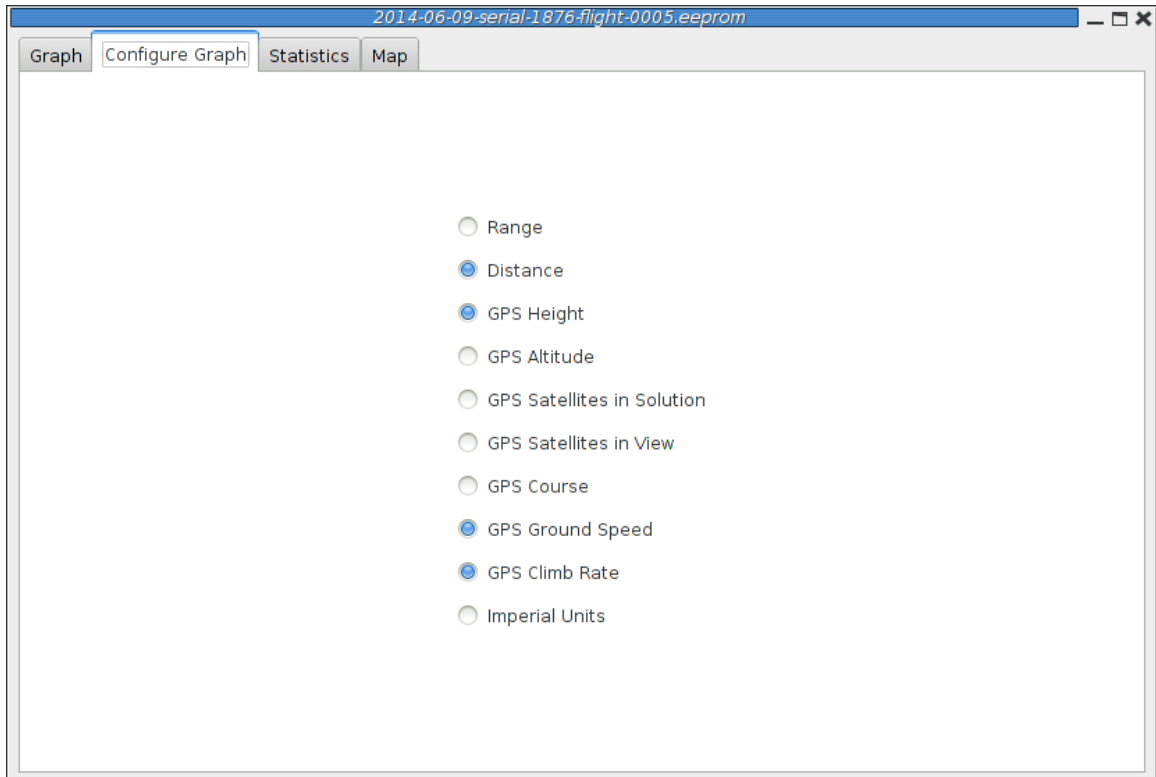 2014-06-09-serial-1876-flight-0005.eeprom
Graph Configure Graph Statistics Map
Range
Distance
GPS Height
GPS Altitude
GPS Satellites in Solution
GPS Satellites in View
GPS Course
GPS Ground Speed
GPS Climb Rate
Imperial Units